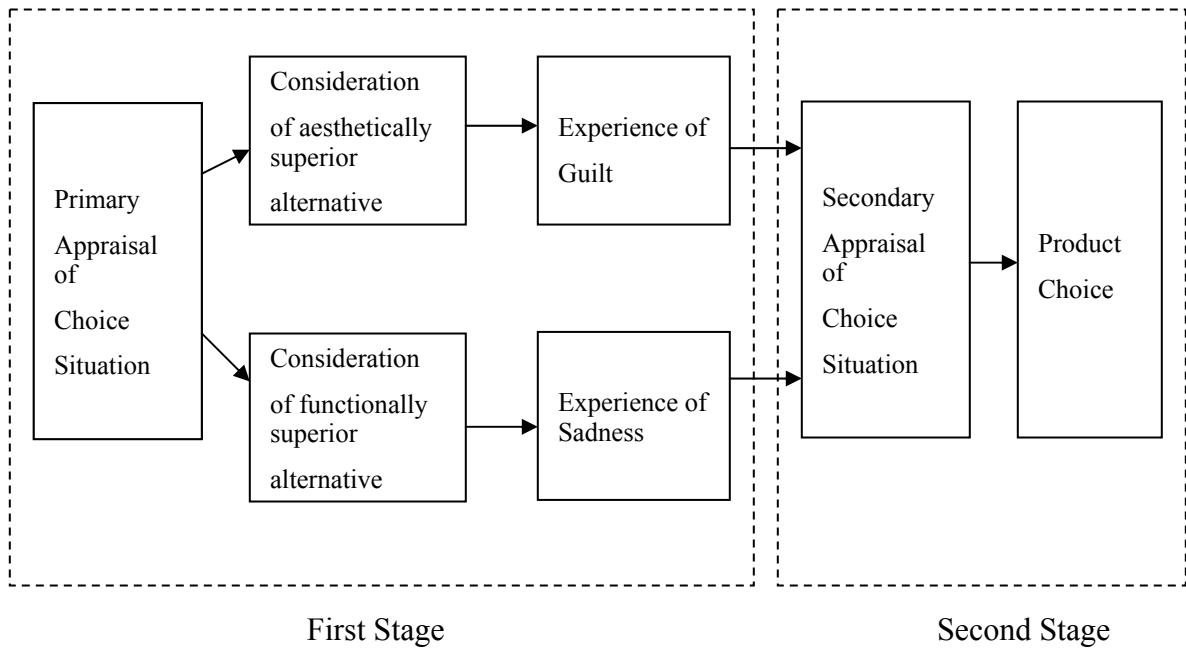 Primary
Appraisal
of
Choice
Situation
Consideration
of aesthetically
superior
alternative
Experience of
Guilt
Consideration
of functionally
superior
alternative
Experience of
Sadness
Secondary
Appraisal
of
Choice
Situation
Product
Choice
First Stage
Second Stage